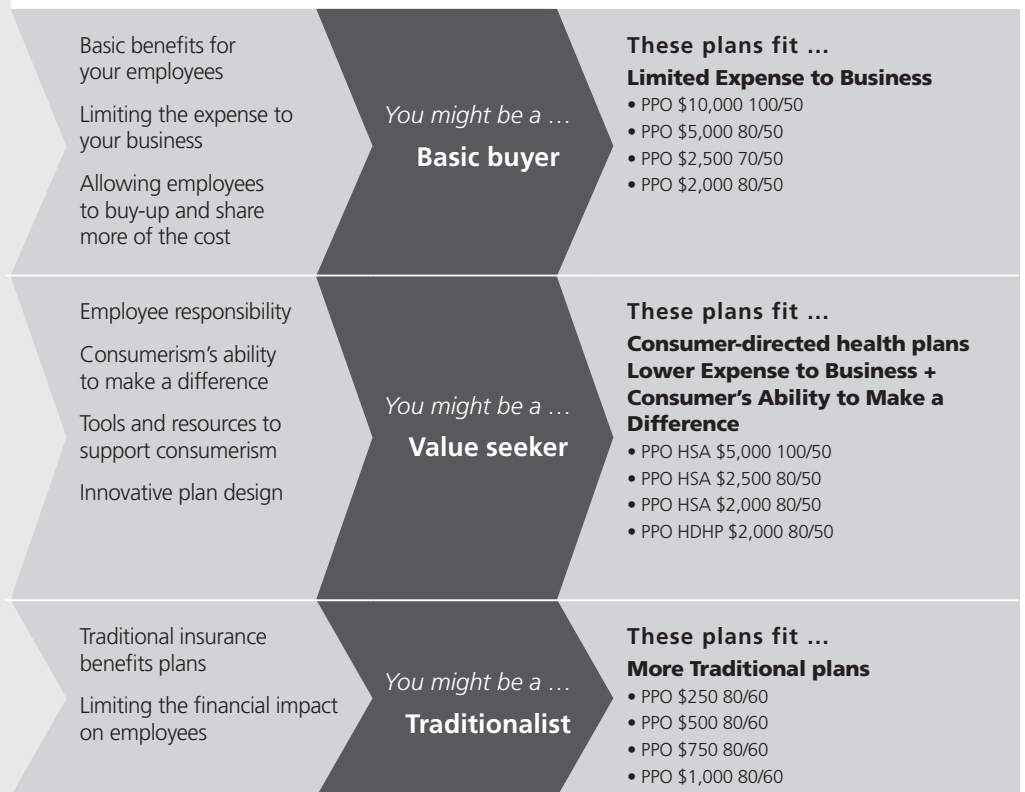 Basic benefits for
your employees
Limiting the expense to
your business
Allowing employees
to buy-up and share
more of the cost
You might be a …
Basic buyer
These plans fit …
Limited Expense to Business
• PPO $10,000 100/50
• PPO $5,000 80/50
• PPO $2,500 70/50
• PPO $2,000 80/50
Employee responsibility
Consumerism’s ability
to make a difference
Tools and resources to
support consumerism
Innovative plan design
You might be a …
Value seeker
These plans fit …
Consumer-directed health plans
Lower Expense to Business +
Consumer’s Ability to Make a
Difference
• PPO HSA $5,000 100/50
• PPO HSA $2,500 80/50
• PPO HSA $2,000 80/50
• PPO HDHP $2,000 80/50
Traditional insurance
benefits plans
Limiting the financial impact
on employees
You might be a …
Traditionalist
These plans fit …
More Traditional plans
• PPO $250 80/60
• PPO $500 80/60
• PPO $750 80/60
• PPO $1,000 80/60